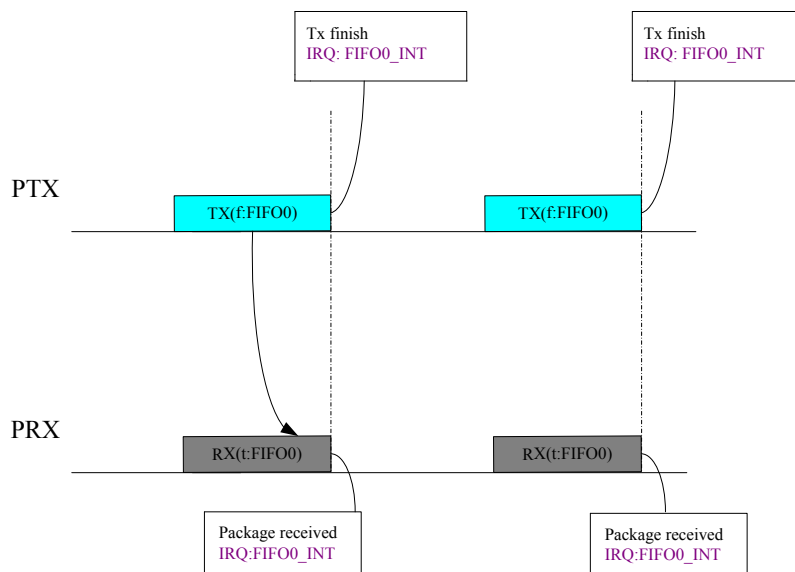 Tx finish
IRQ: FIFO0_INT
Tx finish
IRQ: FIFO0_INT
PTX
TX(f:FIFO0)
TX(f:FIFO0)
PRX
RX(t:FIFO0)
RX(t:FIFO0)
Package received
IRQ:FIFO0_INT
Package received
IRQ:FIFO0_INT